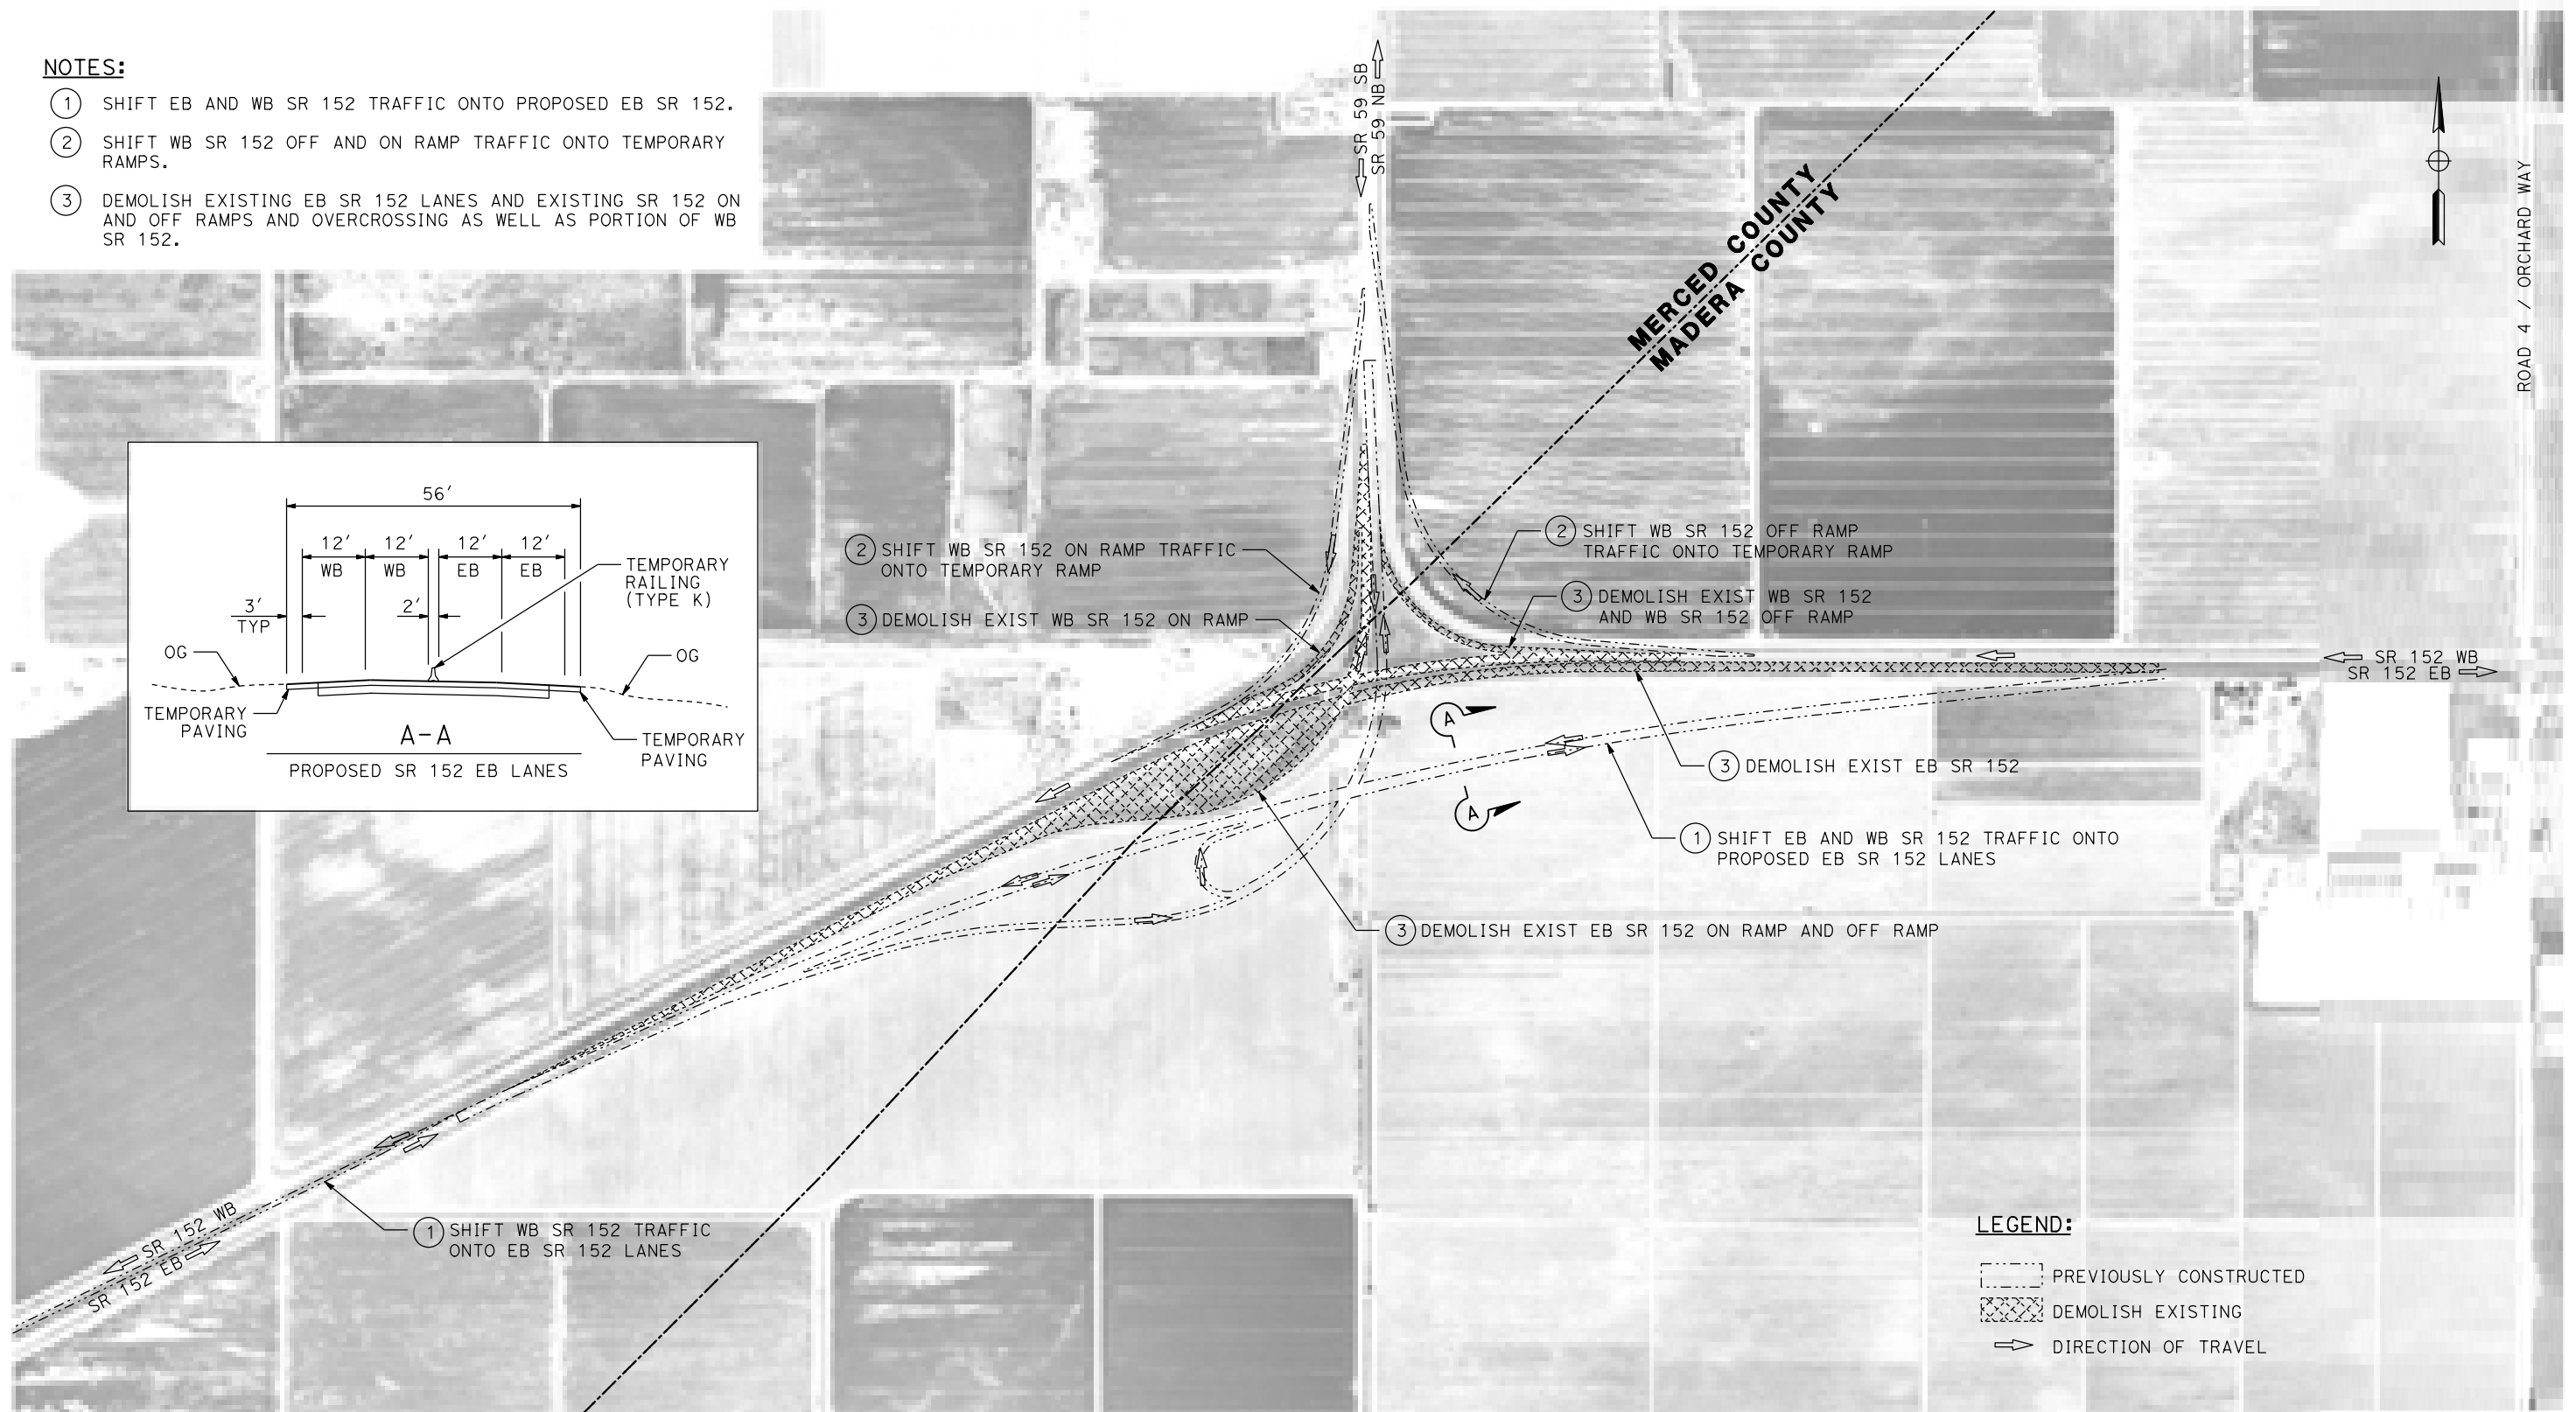 NOTES:
1 SHIFT EB AND WB SR 152 TRAFFIC ONTO PROPOSED EB SR 152.
2 SHIFT WB SR 152 OFF AND ON RAMP TRAFFIC ONTO TEMPORARY
RAMPS.
3 DEMOLISH EXISTING EB SR 152 LANES AND EXISTING SR 152 ON
AND OFF RAMPS AND OVERCROSSING AS WELL AS PORTION OF WB
SR 152.
SR 59 SB
SR 59 NB
MERCED COUNTY
MADERA COUNTY
ROAD 4 / ORCHARD WAY
56'
12' 12' 12' 12'
WB WB EB EB
TEMPORARY
RAILING
(TYPE K)
3'
TYP
2'
OG
OG
TEMPORARY
PAVING
TEMPORARY
PAVING
A-A
PROPOSED SR 152 EB LANES
2 SHIFT WB SR 152 ON RAMP TRAFFIC
ONTO TEMPORARY RAMP
3 DEMOLISH EXIST WB SR 152 ON RAMP
2 SHIFT WB SR 152 OFF RAMP
TRAFFIC ONTO TEMPORARY RAMP
3 DEMOLISH EXIST WB SR 152
AND WB SR 152 OFF RAMP
SR 152 WB
SR 152 EB
A
A
3 DEMOLISH EXIST EB SR 152
1 SHIFT EB AND WB SR 152 TRAFFIC ONTO
PROPOSED EB SR 152 LANES
3 DEMOLISH EXIST EB SR 152 ON RAMP AND OFF RAMP
SR 152 WB
SR 152 EB
1 SHIFT WB SR 152 TRAFFIC
ONTO EB SR 152 LANES
LEGEND:
PREVIOUSLY CONSTRUCTED
DEMOLISH EXISTING
DIRECTION OF TRAVEL